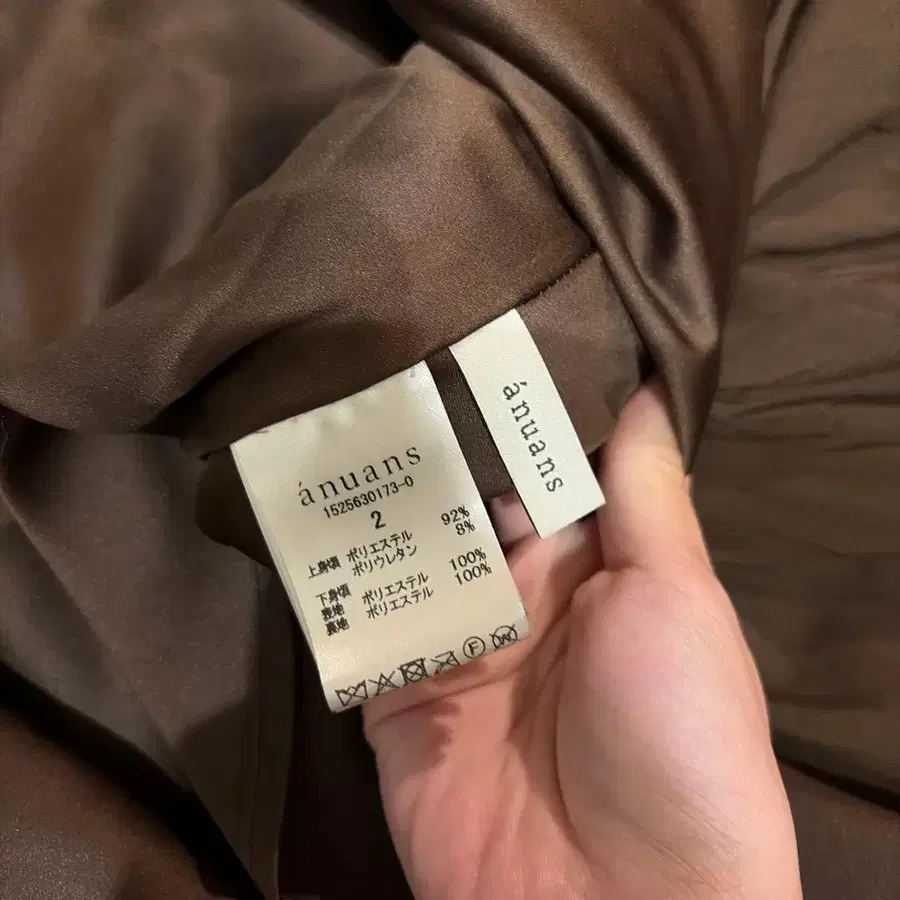 ánuans
1525630173-0
2
上身頃 ポリエステル 92%
ポリウレタン 8%
下身頃
表地 ポリエステル 100%
裏地 ポリエステル 100%
F
W
ánuans